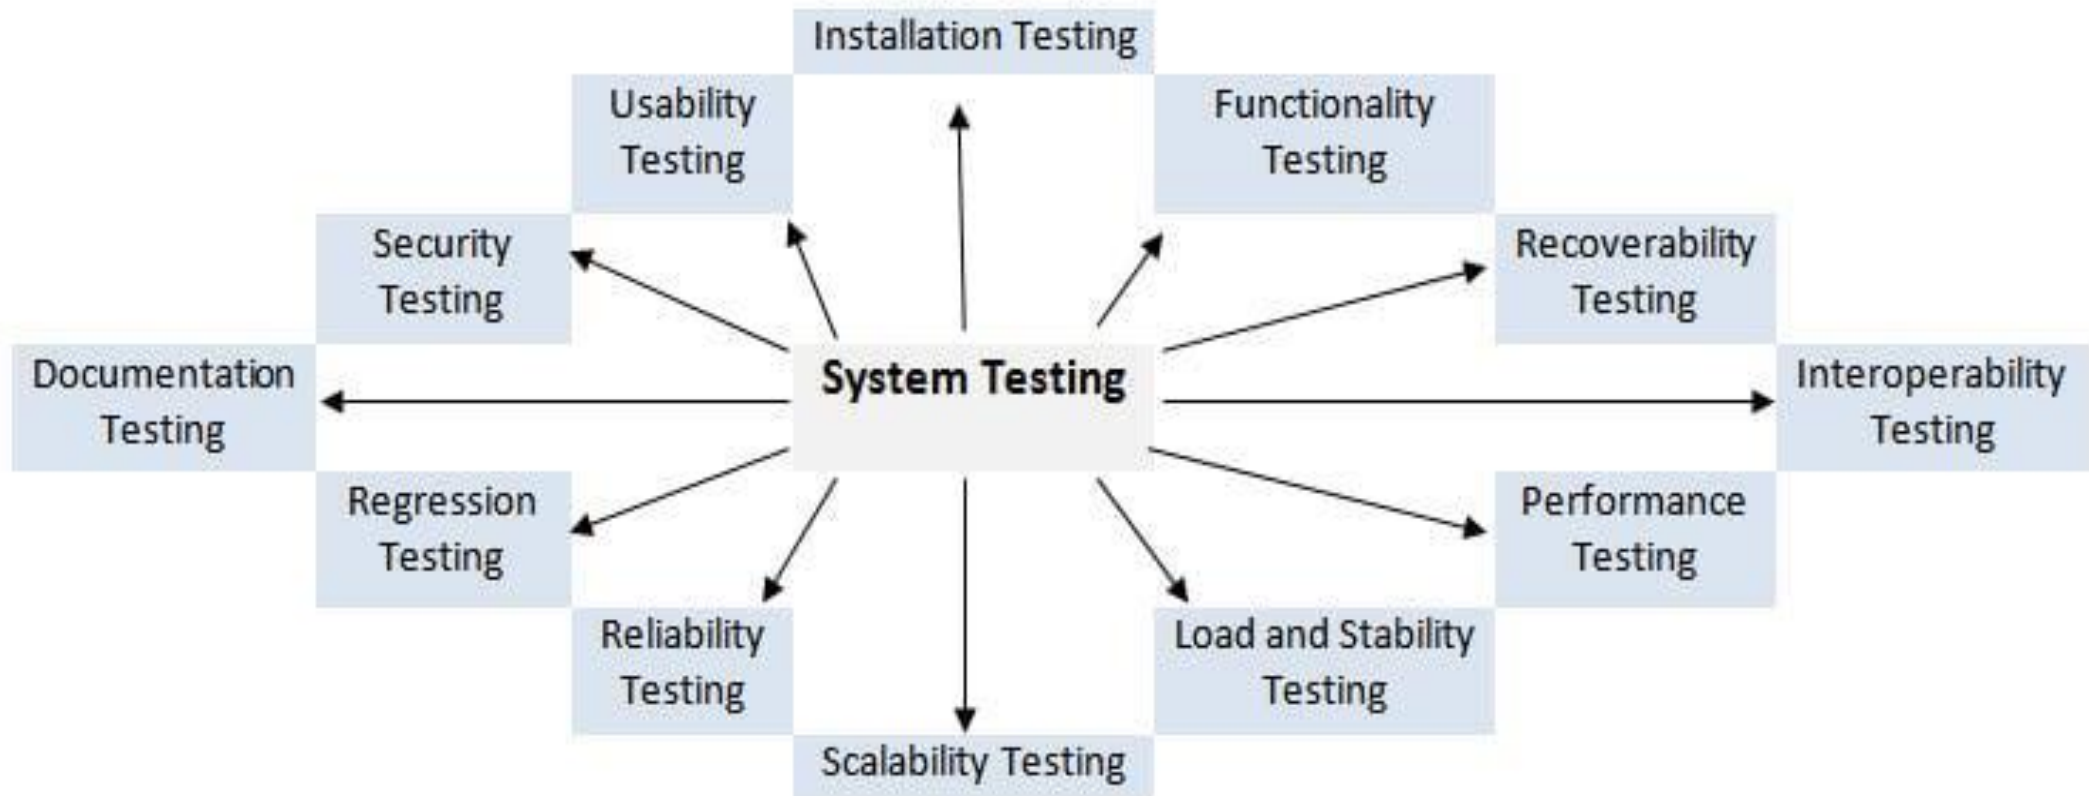 Installation Testing
Usability
Testing
Functionality
Testing
Security
Testing
Recoverability
Testing
Documentation
Testing
System Testing
Interoperability
Testing
Regression
Testing
Performance
Testing
Reliability
Testing
Load and Stability
Testing
Scalability Testing